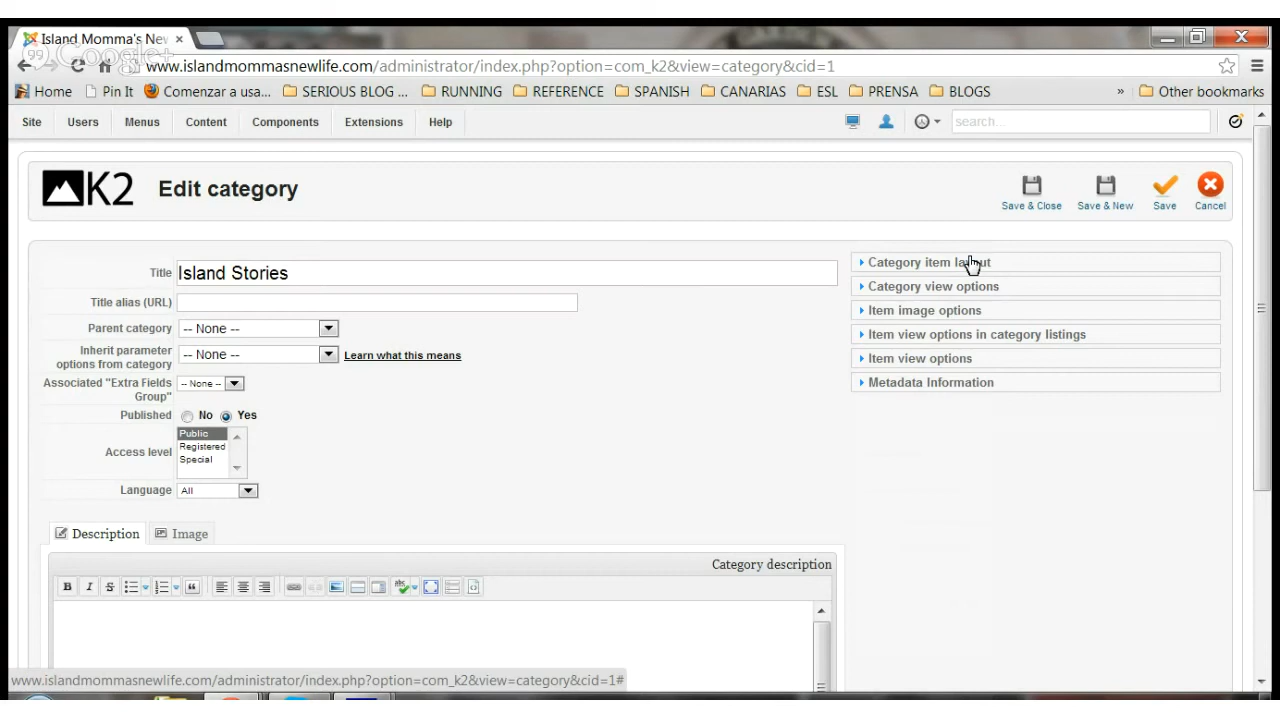 Island Momma's Nev
99 Google+
www.islandmommasnewlife.com/administrator/index.php?option=com_k2&view=category&cid=1
Home Pin It Comenzar a usa... SERIOUS BLOG ... RUNNING REFERENCE SPANISH CANARIAS ESL PRENSA BLOGS » Other bookmarks
Site Users Menus Content Components Extensions Help search...
K2 Edit category
Save & Close Save & New Save Cancel
Title Island Stories
Title alias (URL)
Parent category -- None --
Inherit parameter options from category -- None -- Learn what this means
Associated "Extra Fields Group" -- None --
Published No Yes
Access level Public
Registered
Special
Language All
Category item layout
Category view options
Item image options
Item view options in category listings
Item view options
Metadata Information
Description Image
Category description
B I S abc
www.islandmommasnewlife.com/administrator/index.php?option=com_k2&view=category&cid=1#